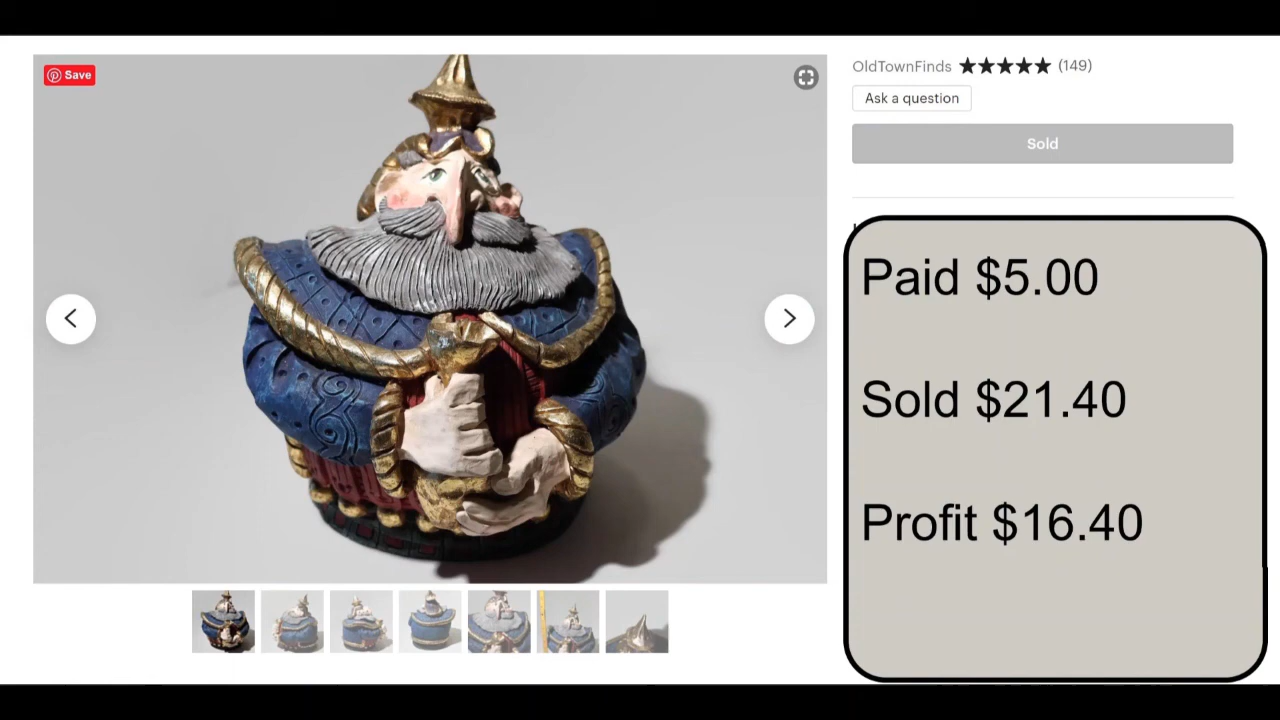 Save
OldTownFinds ★★★★★ (149)
Ask a question
Sold
Paid $5.00
Sold $21.40
Profit $16.40